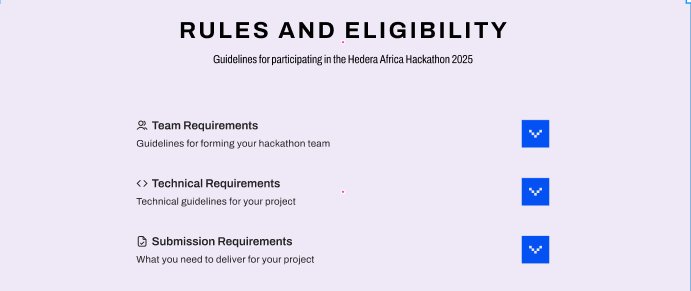 RULES AND ELIGIBILITY
Guidelines for participating in the Hedera Africa Hackathon 2025
Team Requirements
Guidelines for forming your hackathon team
Technical Requirements
Technical guidelines for your project
Submission Requirements
What you need to deliver for your project